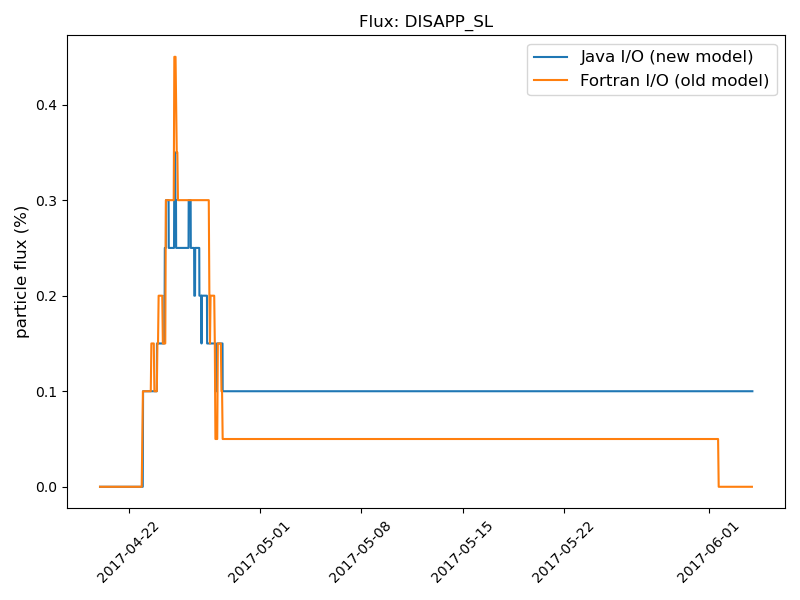 Flux: DISAPP_SL
Java I/O (new model)
Fortran I/O (old model)
particle flux (%)
0.4
0.3
0.2
0.1
0.0
2017-04-22
2017-05-01
2017-05-08
2017-05-15
2017-05-22
2017-06-01